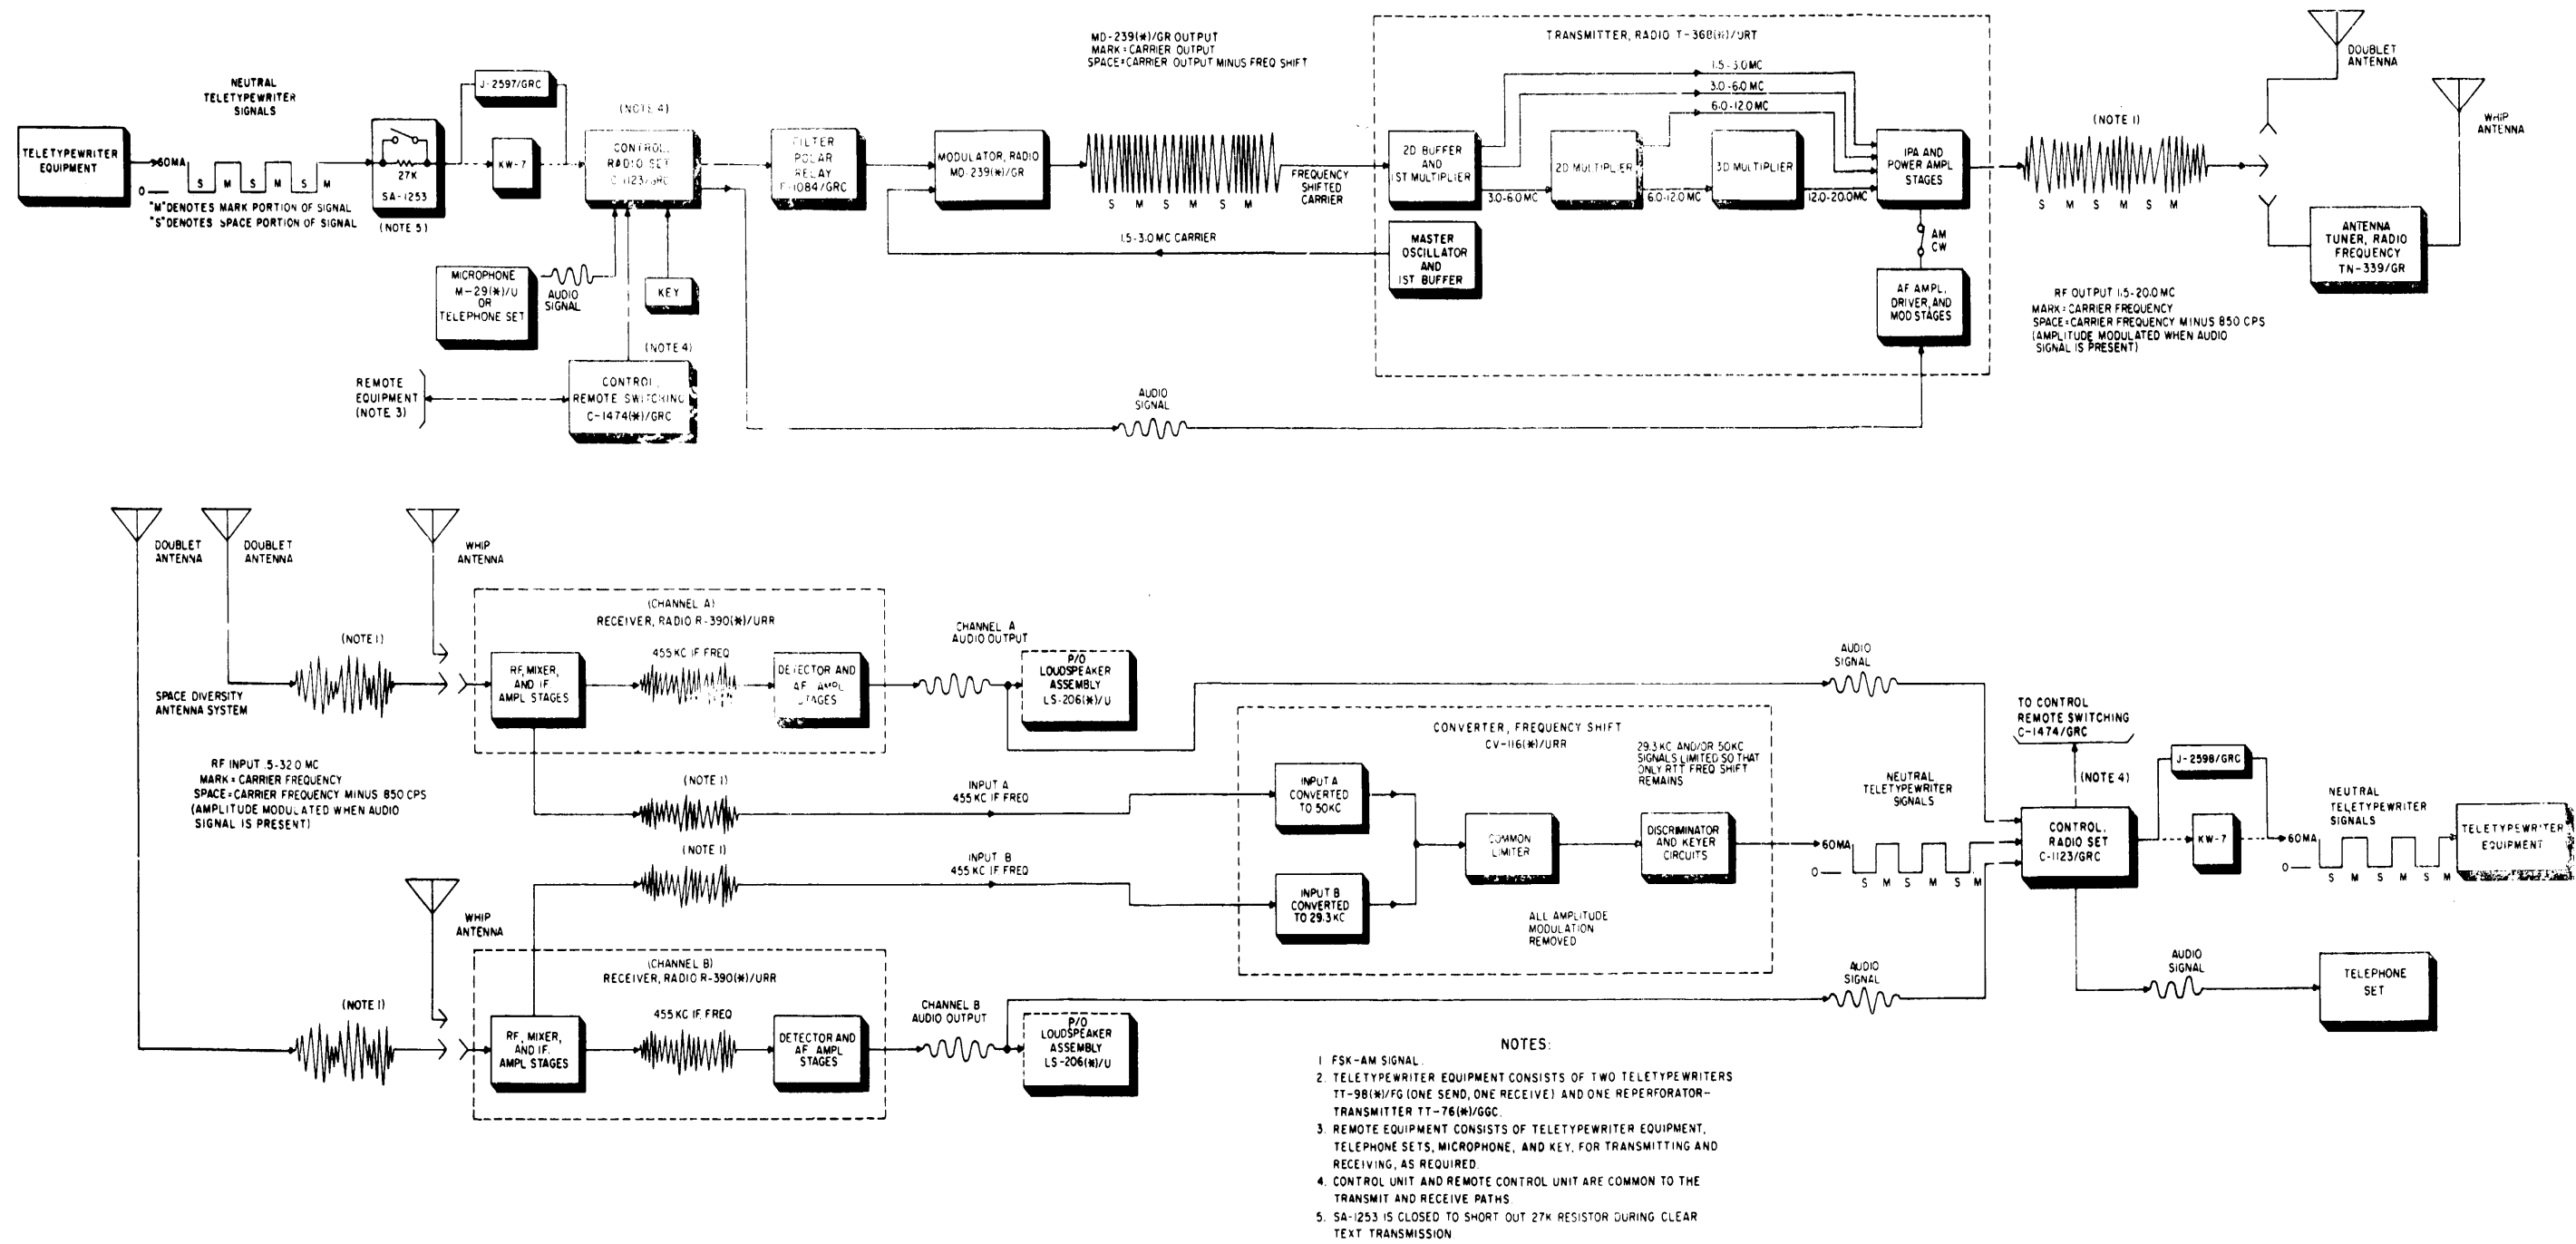 NEUTRAL
TELETYPEWRITER
SIGNALS
TELETYPEWRITER
EQUIPMENT
60MA
0
S M S M S M
"M" DENOTES MARK PORTION OF SIGNAL
"S" DENOTES SPACE PORTION OF SIGNAL
27K
SA-1253
(NOTE 5)
J-2597/GRC
KW-7
(NOTE 4)
CONTROL,
RADIO SET
C-1123/GRC
MICROPHONE
M-29(*)/U
OR
TELEPHONE SET
AUDIO
SIGNAL
KEY
(NOTE 4)
REMOTE
EQUIPMENT
(NOTE 3)
CONTROL,
REMOTE SWITCHING
C-1474(*)/GRC
FILTER
POLAR
RELAY
F-1084/GRC
MODULATOR, RADIO
MD-239(*)/GR
MD-239(*)/GR OUTPUT
MARK=CARRIER OUTPUT
SPACE=CARRIER OUTPUT MINUS FREQ SHIFT
S M S M S M
FREQUENCY
SHIFTED
CARRIER
1.5-3.0 MC CARRIER
AUDIO
SIGNAL
TRANSMITTER, RADIO T-368(*)/URT
1.5-3.0 MC
3.0-6.0 MC
6.0-12.0 MC
2D BUFFER
AND
1ST MULTIPLIER
3.0-6.0 MC
2D MULTIPLIER
6.0-12.0 MC
3D MULTIPLIER
12.0-20.0 MC
IPA AND
POWER AMPL
STAGES
MASTER
OSCILLATOR
AND
1ST BUFFER
AM
CW
AF AMPL,
DRIVER, AND
MOD STAGES
(NOTE 1)
S M S M S M
DOUBLET
ANTENNA
WHIP
ANTENNA
ANTENNA
TUNER, RADIO
FREQUENCY
TN-339/GR
RF OUTPUT 1.5-20.0 MC
MARK=CARRIER FREQUENCY
SPACE=CARRIER FREQUENCY MINUS 850 CPS
(AMPLITUDE MODULATED WHEN AUDIO
SIGNAL IS PRESENT)
DOUBLET
ANTENNA
DOUBLET
ANTENNA
WHIP
ANTENNA
SPACE DIVERSITY
ANTENNA SYSTEM
(NOTE 1)
RF INPUT .5-32.0 MC
MARK=CARRIER FREQUENCY
SPACE=CARRIER FREQUENCY MINUS 850 CPS
(AMPLITUDE MODULATED WHEN AUDIO
SIGNAL IS PRESENT)
(CHANNEL A)
RECEIVER, RADIO R-390(*)/URR
RF, MIXER,
AND IF.
AMPL STAGES
455 KC IF FREQ
DETECTOR AND
AF AMPL
STAGES
CHANNEL A
AUDIO OUTPUT
P/O
LOUDSPEAKER
ASSEMBLY
LS-206(*)/U
(NOTE 1)
INPUT A
455 KC IF FREQ
(NOTE 1)
INPUT B
455 KC IF FREQ
WHIP
ANTENNA
(NOTE 1)
(CHANNEL B)
RECEIVER, RADIO R-390(*)/URR
RF, MIXER,
AND IF.
AMPL STAGES
455 KC IF FREQ
DETECTOR AND
AF AMPL
STAGES
CHANNEL B
AUDIO OUTPUT
P/O
LOUDSPEAKER
ASSEMBLY
LS-206(*)/U
CONVERTER, FREQUENCY SHIFT
CV-116(*)/URR
29.3 KC AND/OR 50KC
SIGNALS LIMITED SO THAT
ONLY RTT FREQ SHIFT
REMAINS
INPUT A
CONVERTED
TO 50KC
INPUT B
CONVERTED
TO 29.3 KC
COMMON
LIMITER
DISCRIMINATOR
AND KEYER
CIRCUITS
ALL AMPLITUDE
MODULATION
REMOVED
AUDIO
SIGNAL
NEUTRAL
TELETYPEWRITER
SIGNALS
60MA
0
S M S M S M
AUDIO
SIGNAL
TO CONTROL
REMOTE SWITCHING
C-1474/GRC
(NOTE 4)
CONTROL,
RADIO SET
C-1123/GRC
J-2598/GRC
KW-7
NEUTRAL
TELETYPEWRITER
SIGNALS
60MA
0
S M S M S M
TELETYPEWRITER
EQUIPMENT
AUDIO
SIGNAL
TELEPHONE
SET
NOTES:
1 FSK-AM SIGNAL.
2. TELETYPEWRITER EQUIPMENT CONSISTS OF TWO TELETYPEWRITERS
TT-98(*)/FG (ONE SEND, ONE RECEIVE) AND ONE REPERFORATOR-
TRANSMITTER TT-76(*)/GGC.
3. REMOTE EQUIPMENT CONSISTS OF TELETYPEWRITER EQUIPMENT,
TELEPHONE SETS, MICROPHONE, AND KEY, FOR TRANSMITTING AND
RECEIVING, AS REQUIRED.
4. CONTROL UNIT AND REMOTE CONTROL UNIT ARE COMMON TO THE
TRANSMIT AND RECEIVE PATHS.
5. SA-1253 IS CLOSED TO SHORT OUT 27K RESISTOR DURING CLEAR
TEXT TRANSMISSION